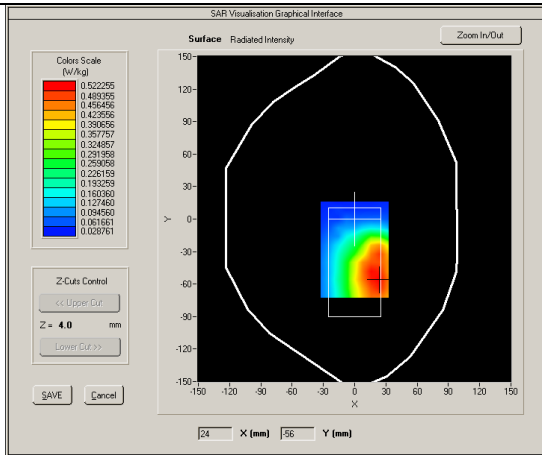 SAR Visualisation Graphical Interface
Surface Radiated Intensity
Zoom In/Out
Colors Scale
(W/kg)
0.522255
0.489355
0.456456
0.423556
0.390656
0.357757
0.324857
0.291958
0.259058
0.226159
0.193259
0.160360
0.127460
0.094560
0.061661
0.028761
Z-Cuts Control
<< Upper Cut
Z = 4.0 mm
Lower Cut >>
SAVE Cancel
150
120
90
60
30
0
-30
-60
-90
-120
-150
Y
-150 -120 -90 -60 -30 0 30 60 90 120 150
X
24 X (mm) -56 Y (mm)